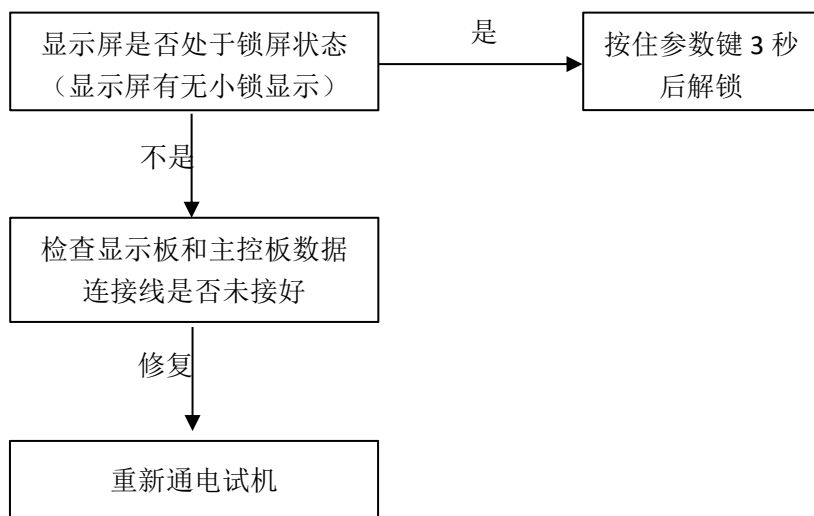 显示屏是否处于锁屏状态
（显示屏有无小锁显示）
是
按住参数键 3 秒
后解锁
不是
检查显示板和主控板数据
连接线是否未接好
修复
重新通电试机